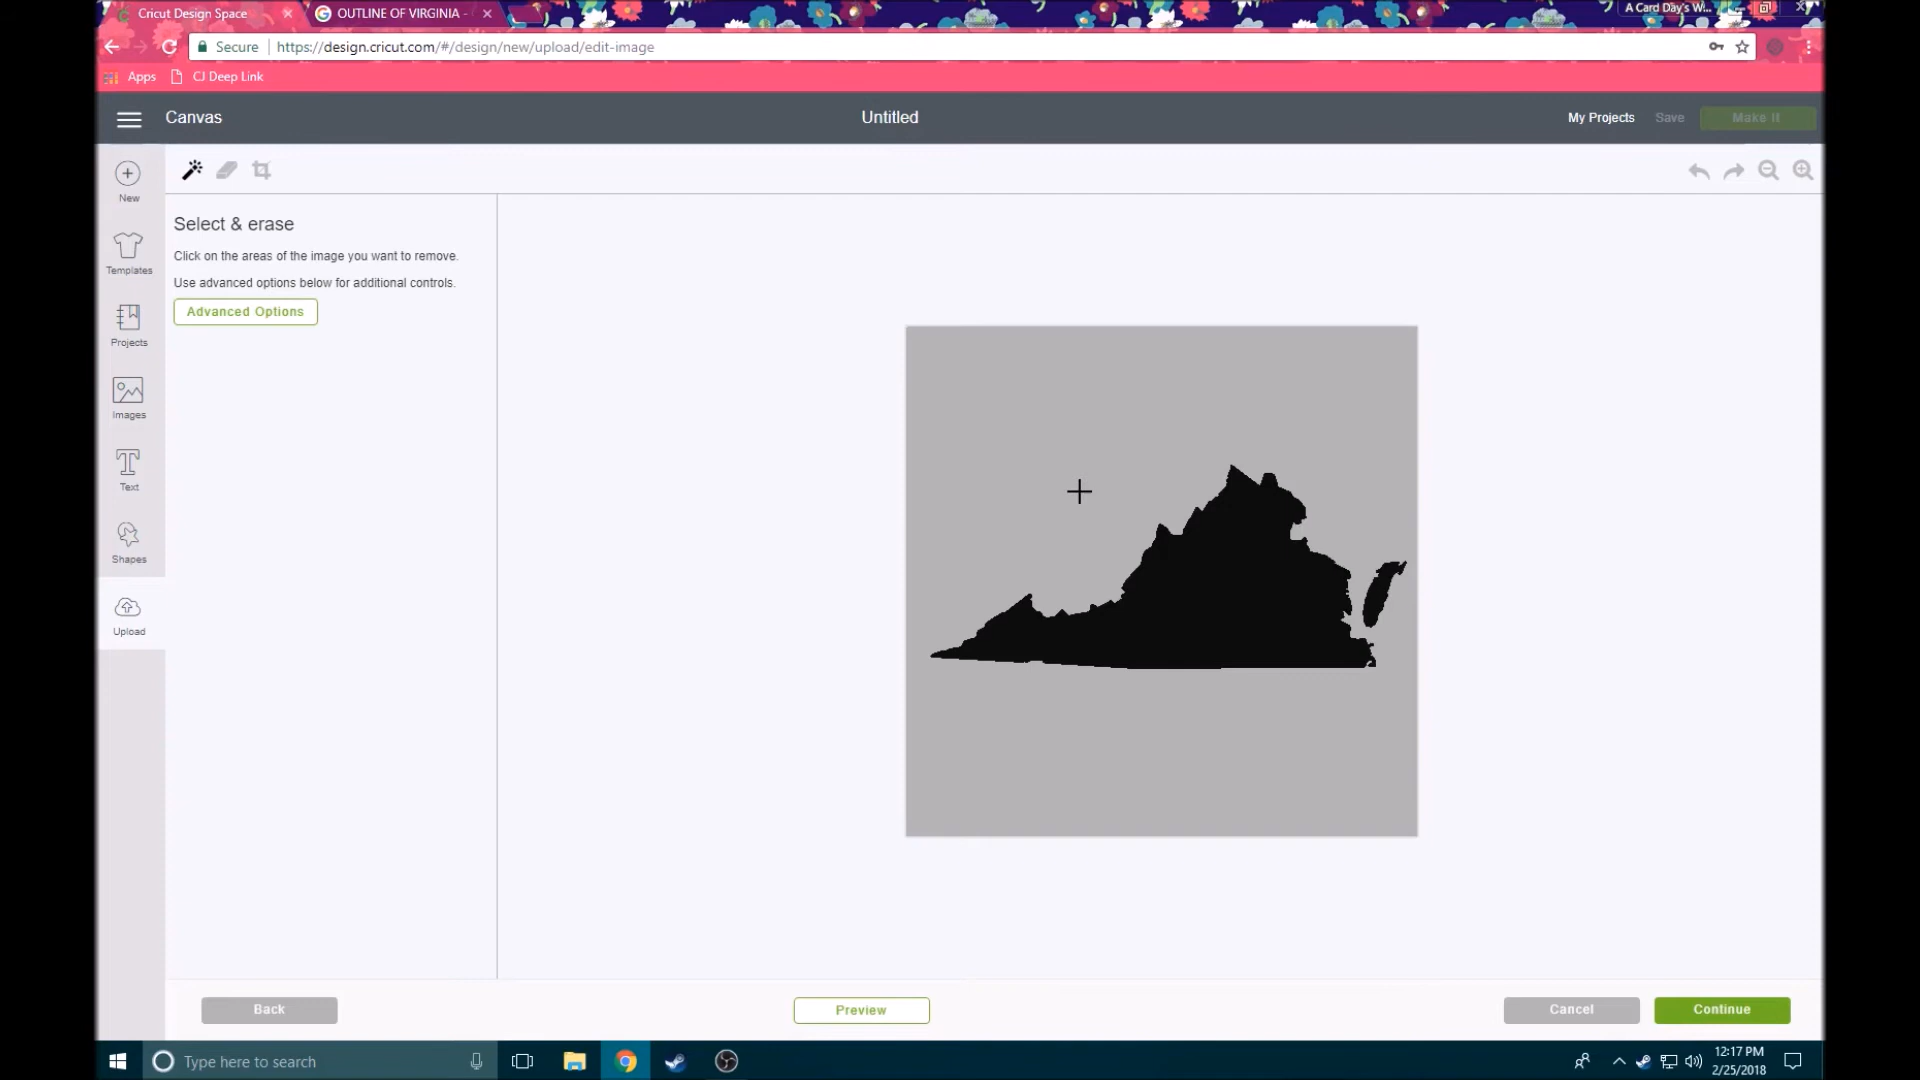 Cricut Design Space
OUTLINE OF VIRGINIA -
A Card Day's W...
Secure
https://design.cricut.com/#/design/new/upload/edit-image
Apps
CJ Deep Link
Canvas
Untitled
My Projects
Save
Make It
New
Templates
Projects
Images
Text
Shapes
Upload
Select & erase
Click on the areas of the image you want to remove.
Use advanced options below for additional controls.
Advanced Options
Back
Preview
Cancel
Continue
Type here to search
12:17 PM
2/25/2018